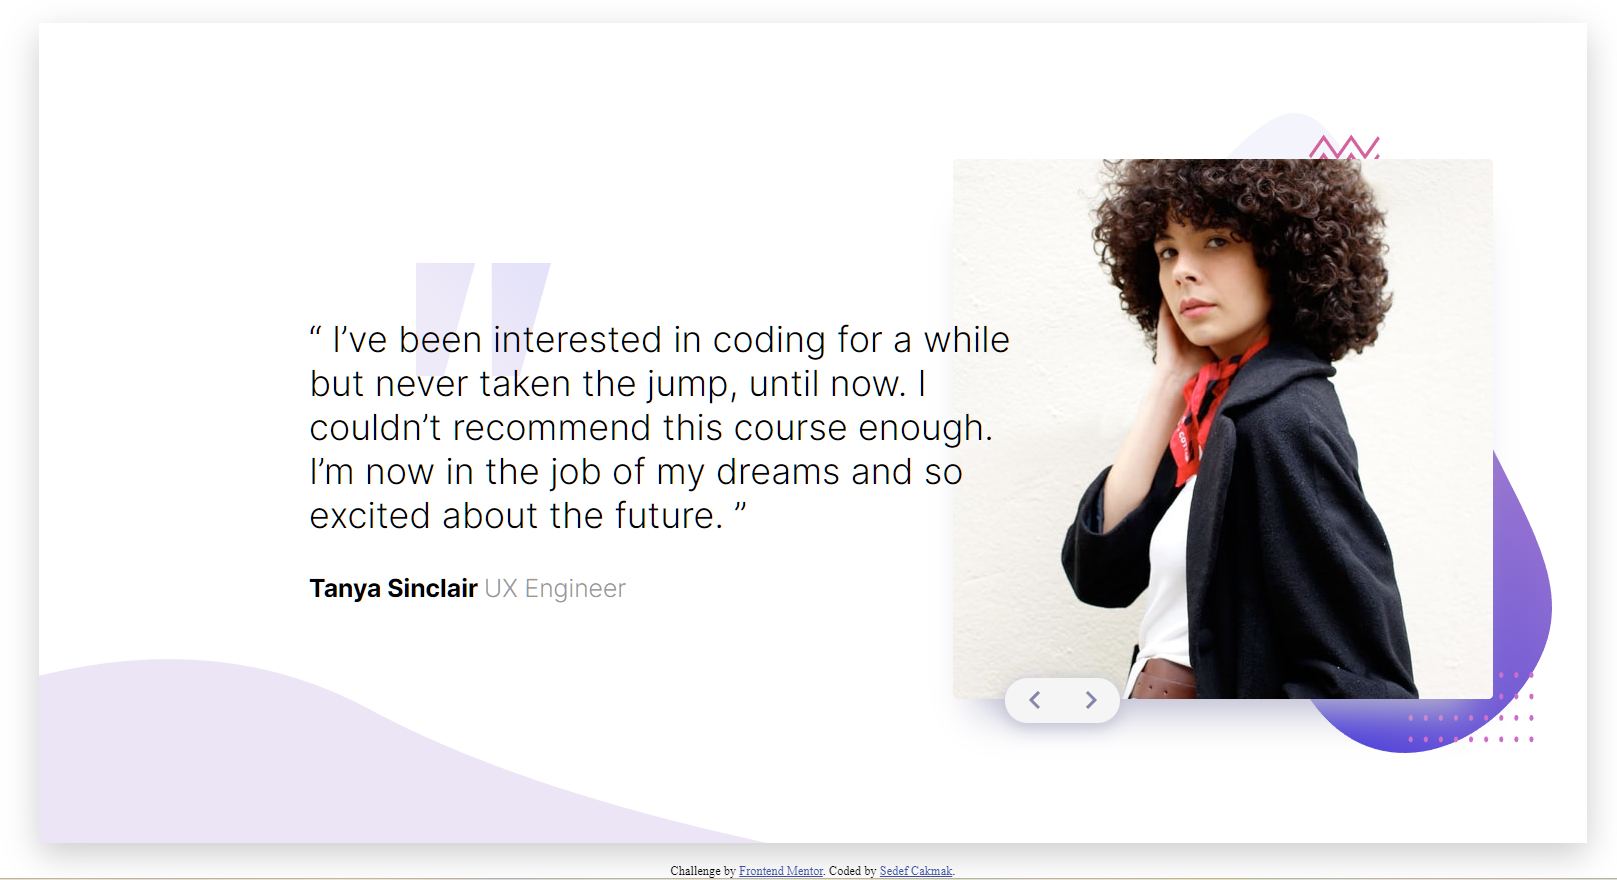 “ I’ve been interested in coding for a while
but never taken the jump, until now. I
couldn’t recommend this course enough.
I’m now in the job of my dreams and so
excited about the future. ”
Tanya Sinclair UX Engineer
Challenge by Frontend Mentor. Coded by Sedef Cakmak.